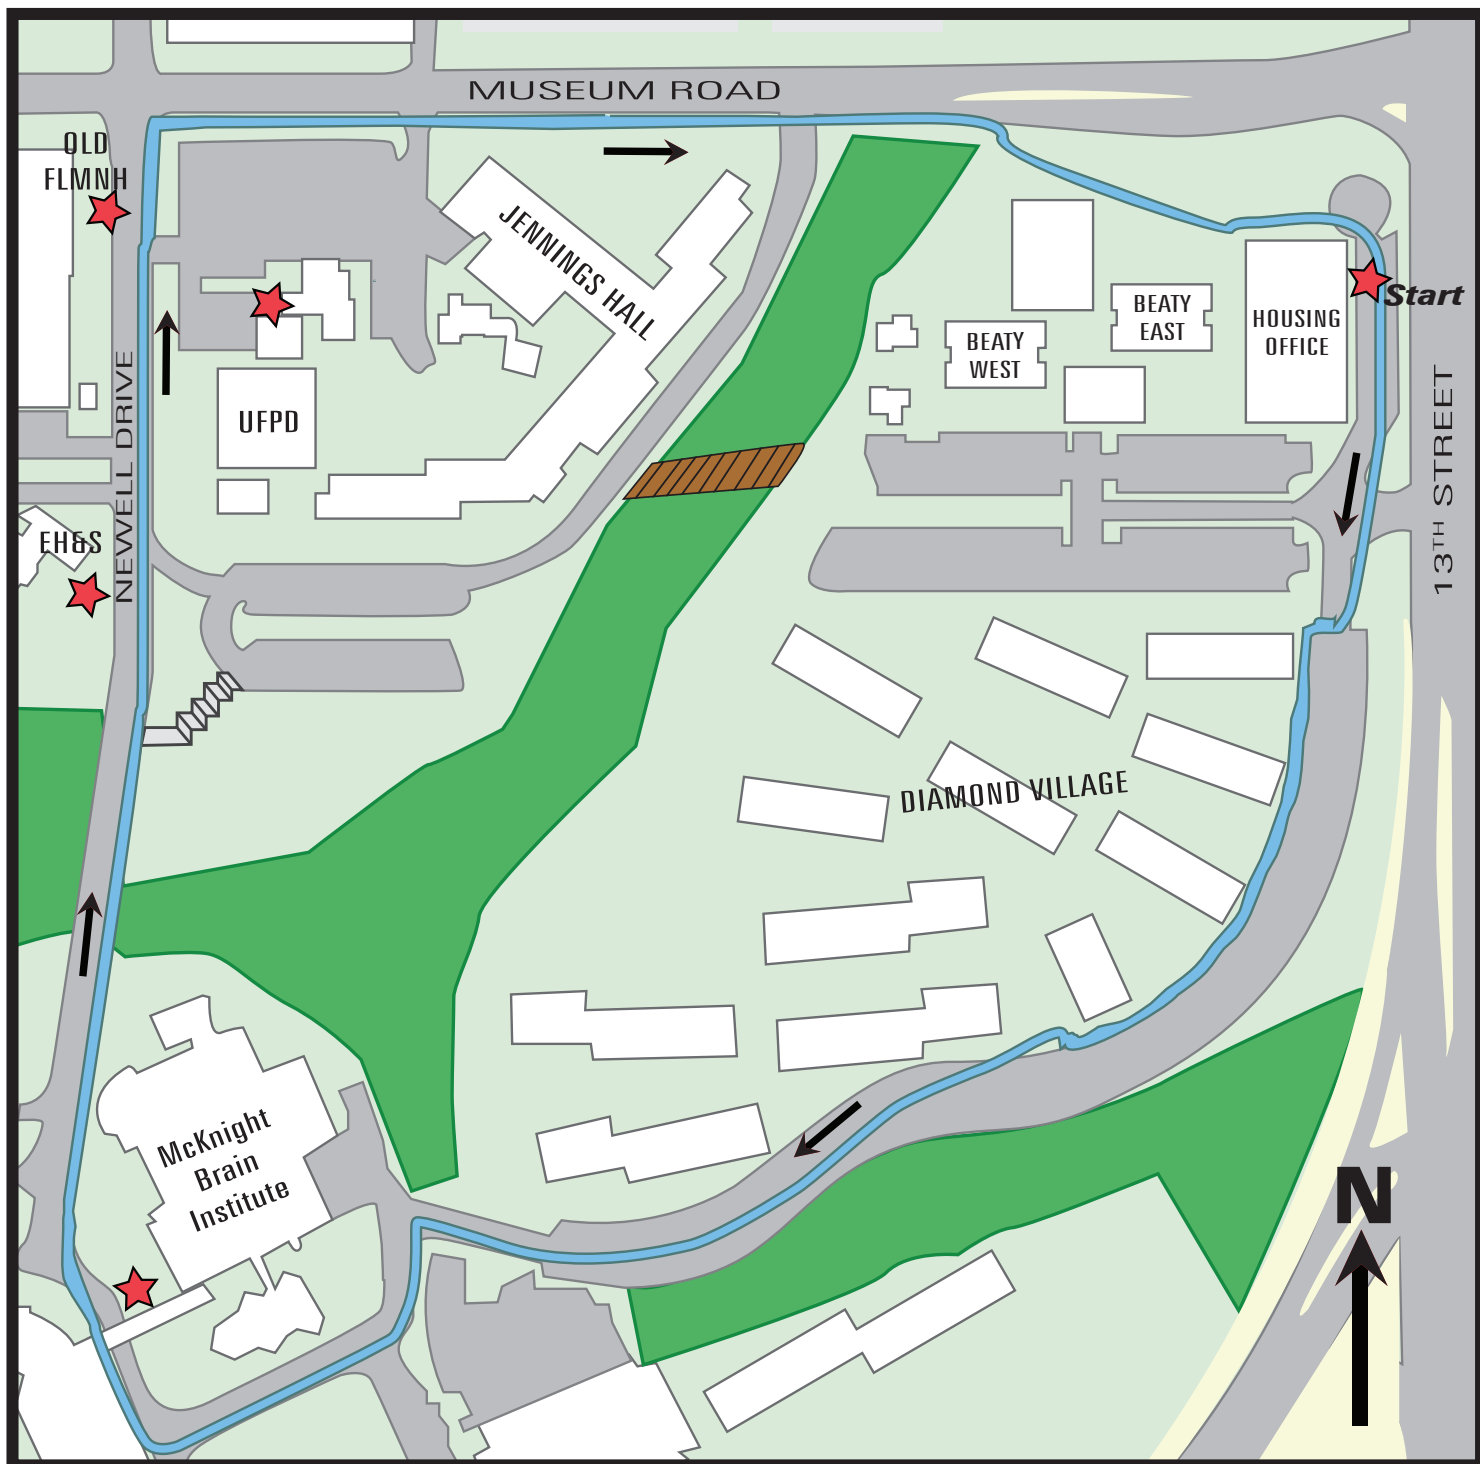 MUSEUM ROAD
OLD
FLMNH
JENNINGS HALL
BEATY
EAST
BEATY
WEST
HOUSING
OFFICE
Start
UFPD
NEWELL DRIVE
13TH STREET
EH&S
DIAMOND VILLAGE
McKnight
Brain
Institute
N